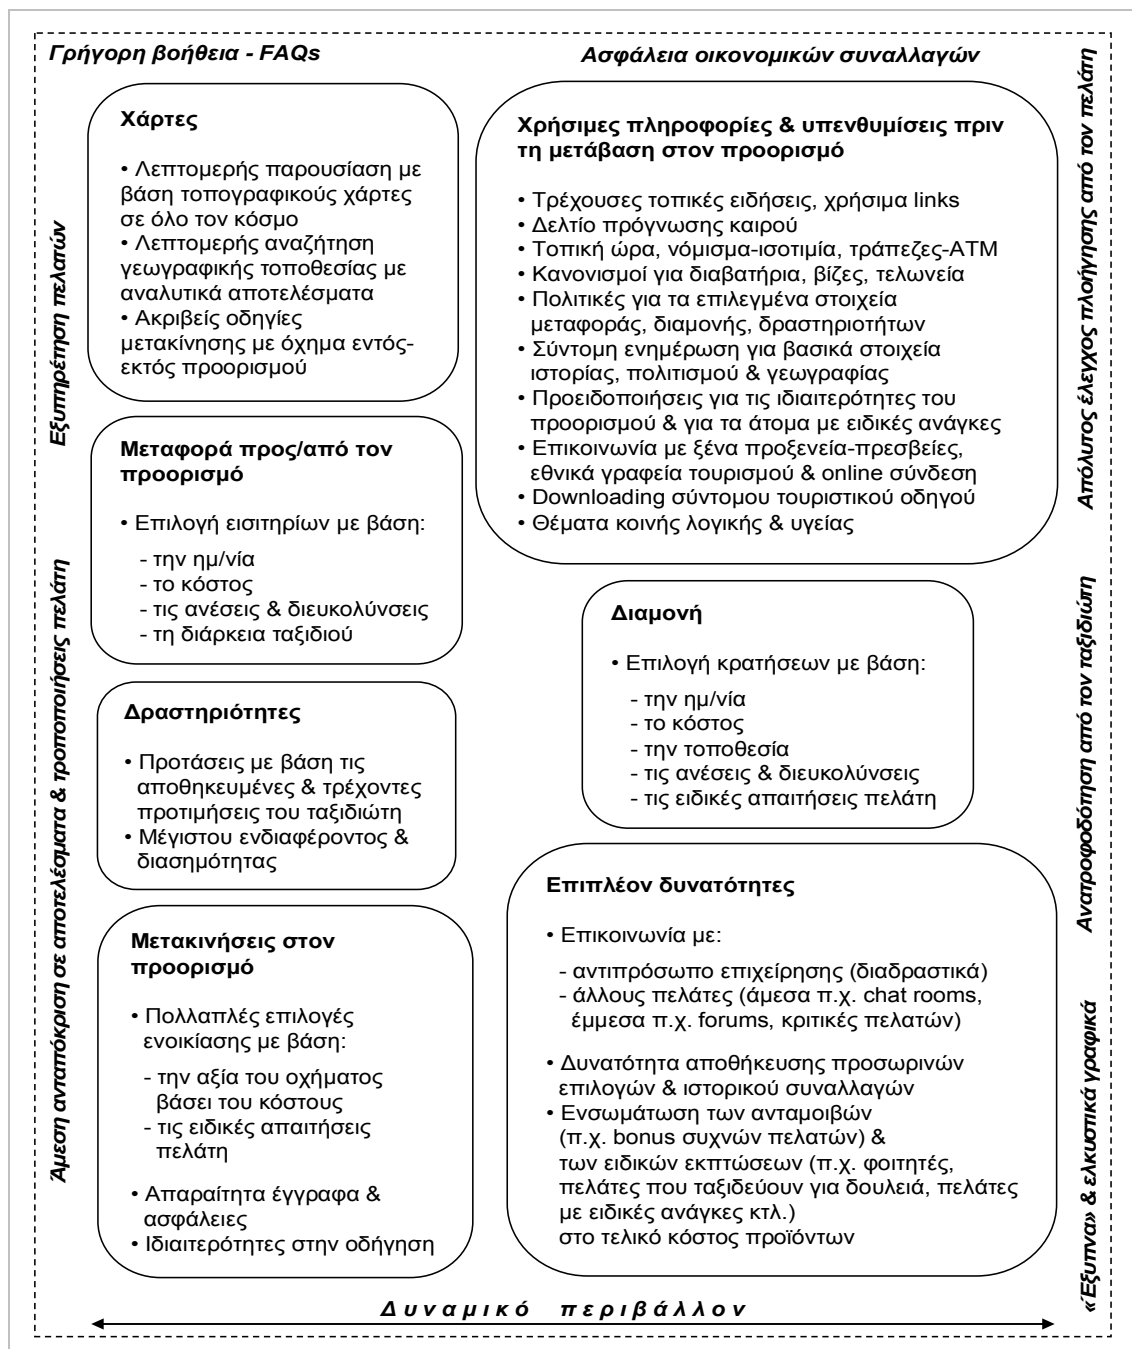 Γρήγορη βοήθεια - FAQs
Ασφάλεια οικονομικών συναλλαγών
Εξυπηρέτηση πελατών
Άμεση ανταπόκριση σε αποτελέσματα & τροποποιήσεις πελάτη
Χάρτες
• Λεπτομερής παρουσίαση με
βάση τοπογραφικούς χάρτες
σε όλο τον κόσμο
• Λεπτομερής αναζήτηση
γεωγραφικής τοποθεσίας με
αναλυτικά αποτελέσματα
• Ακριβείς οδηγίες
μετακίνησης με όχημα εντός-
εκτός προορισμού
Μεταφορά προς/από τον
προορισμό
• Επιλογή εισιτηρίων με βάση:
- την ημ/νία
- το κόστος
- τις ανέσεις & διευκολύνσεις
- τη διάρκεια ταξιδιού
Δραστηριότητες
• Προτάσεις με βάση τις
αποθηκευμένες & τρέχοντες
προτιμήσεις του ταξιδιώτη
• Μέγιστου ενδιαφέροντος &
διασημότητας
Μετακινήσεις στον
προορισμό
• Πολλαπλές επιλογές
ενοικίασης με βάση:
- την αξία του οχήματος
βάσει του κόστους
- τις ειδικές απαιτήσεις
πελάτη
• Απαραίτητα έγγραφα &
ασφάλειες
• Ιδιαιτερότητες στην οδήγηση
Χρήσιμες πληροφορίες & υπενθυμίσεις πριν
τη μετάβαση στον προορισμό
• Τρέχουσες τοπικές ειδήσεις, χρήσιμα links
• Δελτίο πρόγνωσης καιρού
• Τοπική ώρα, νόμισμα-ισοτιμία, τράπεζες-ΑΤΜ
• Κανονισμοί για διαβατήρια, βίζες, τελωνεία
• Πολιτικές για τα επιλεγμένα στοιχεία
μεταφοράς, διαμονής, δραστηριοτήτων
• Σύντομη ενημέρωση για βασικά στοιχεία
ιστορίας, πολιτισμού & γεωγραφίας
• Προειδοποιήσεις για τις ιδιαιτερότητες του
προορισμού & για τα άτομα με ειδικές ανάγκες
• Επικοινωνία με ξένα προξενεία-πρεσβείες,
εθνικά γραφεία τουρισμού & online σύνδεση
• Downloading σύντομου τουριστικού οδηγού
• Θέματα κοινής λογικής & υγείας
Διαμονή
• Επιλογή κρατήσεων με βάση:
- την ημ/νία
- το κόστος
- την τοποθεσία
- τις ανέσεις & διευκολύνσεις
- τις ειδικές απαιτήσεις πελάτη
Επιπλέον δυνατότητες
• Επικοινωνία με:
- αντιπρόσωπο επιχείρησης (διαδραστικά)
- άλλους πελάτες (άμεσα π.χ. chat rooms,
έμμεσα π.χ. forums, κριτικές πελατών)
• Δυνατότητα αποθήκευσης προσωρινών
επιλογών & ιστορικού συναλλαγών
• Ενσωμάτωση των ανταμοιβών
(π.χ. bonus συχνών πελατών) &
των ειδικών εκπτώσεων (π.χ. φοιτητές,
πελάτες που ταξιδεύουν για δουλειά, πελάτες
με ειδικές ανάγκες κτλ.)
στο τελικό κόστος προϊόντων
Απόλυτος έλεγχος πλοήγησης από τον πελάτη
Ανατροφοδότηση από τον ταξιδιώτη
«Έξυπνα» & ελκυστικά γραφικά
Δυναμικό περιβάλλον